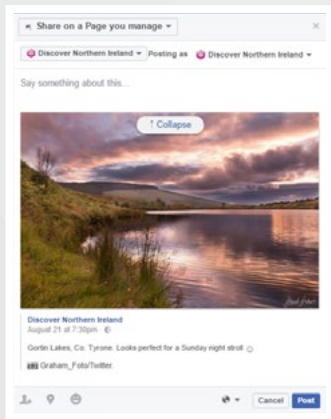 Share on a Page you manage
Discover Northern Ireland Posting as Discover Northern Ireland
Say something about this...
Collapse
Discover Northern Ireland
August 21 at 7:30pm
Gortin Lakes, Co. Tyrone. Looks perfect for a Sunday night stroll
Graham_Foto/Twitter.
Cancel Post